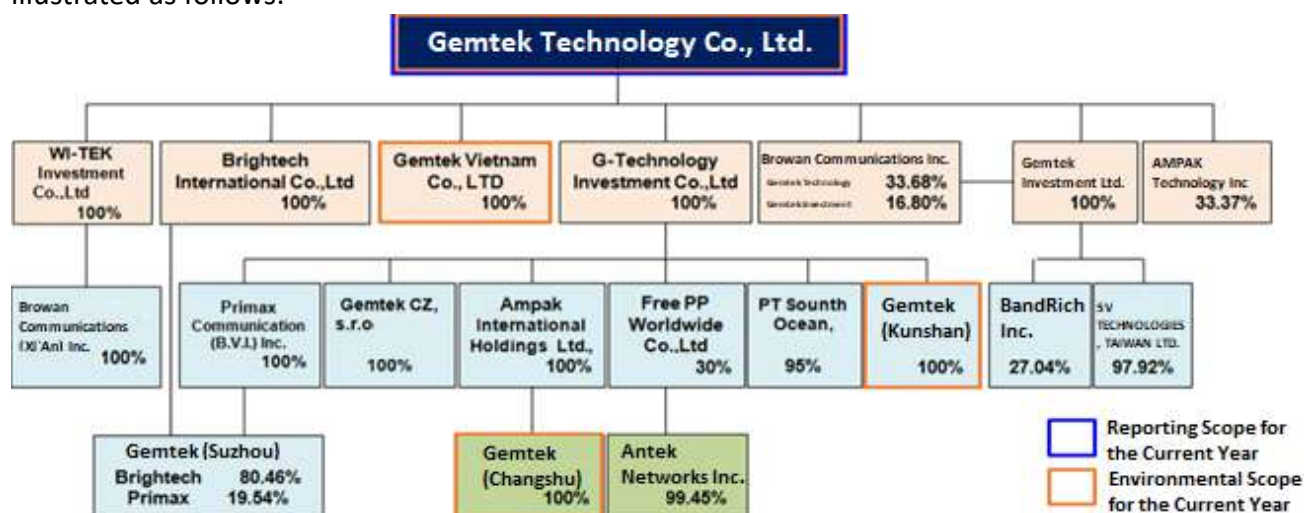 illustrated as follows:
Gemtek Technology Co., Ltd.
WI-TEK
Investment
Co.,Ltd
100%
Brightech
International Co.,Ltd
100%
Gemtek Vietnam
Co., LTD
100%
G-Technology
Investment Co.,Ltd
100%
Browan Communications Inc.
Gemtek Technology 33.68%
Gemtek Investment 16.80%
Gemtek
Investment Ltd.
100%
AMPAK
Technology Inc
33.37%
Browan
Communications
(Xi'An) Inc. 100%
Primax
Communication
(B.V.I.) Inc.
100%
Gemtek CZ,
s.r.o
100%
Ampak
International
Holdings Ltd.,
100%
Free PP
Worldwide
Co.,Ltd
30%
PT Sounth
Ocean,
95%
Gemtek
(Kunshan)
100%
BandRich
Inc.
27.04%
SV
TECHNOLOGIES
, TAIWAN LTD.
97.92%
Gemtek (Suzhou)
Brightech 80.46%
Primax 19.54%
Gemtek
(Changshu)
100%
Antek
Networks Inc.
99.45%
Reporting Scope for
the Current Year
Environmental Scope
for the Current Year